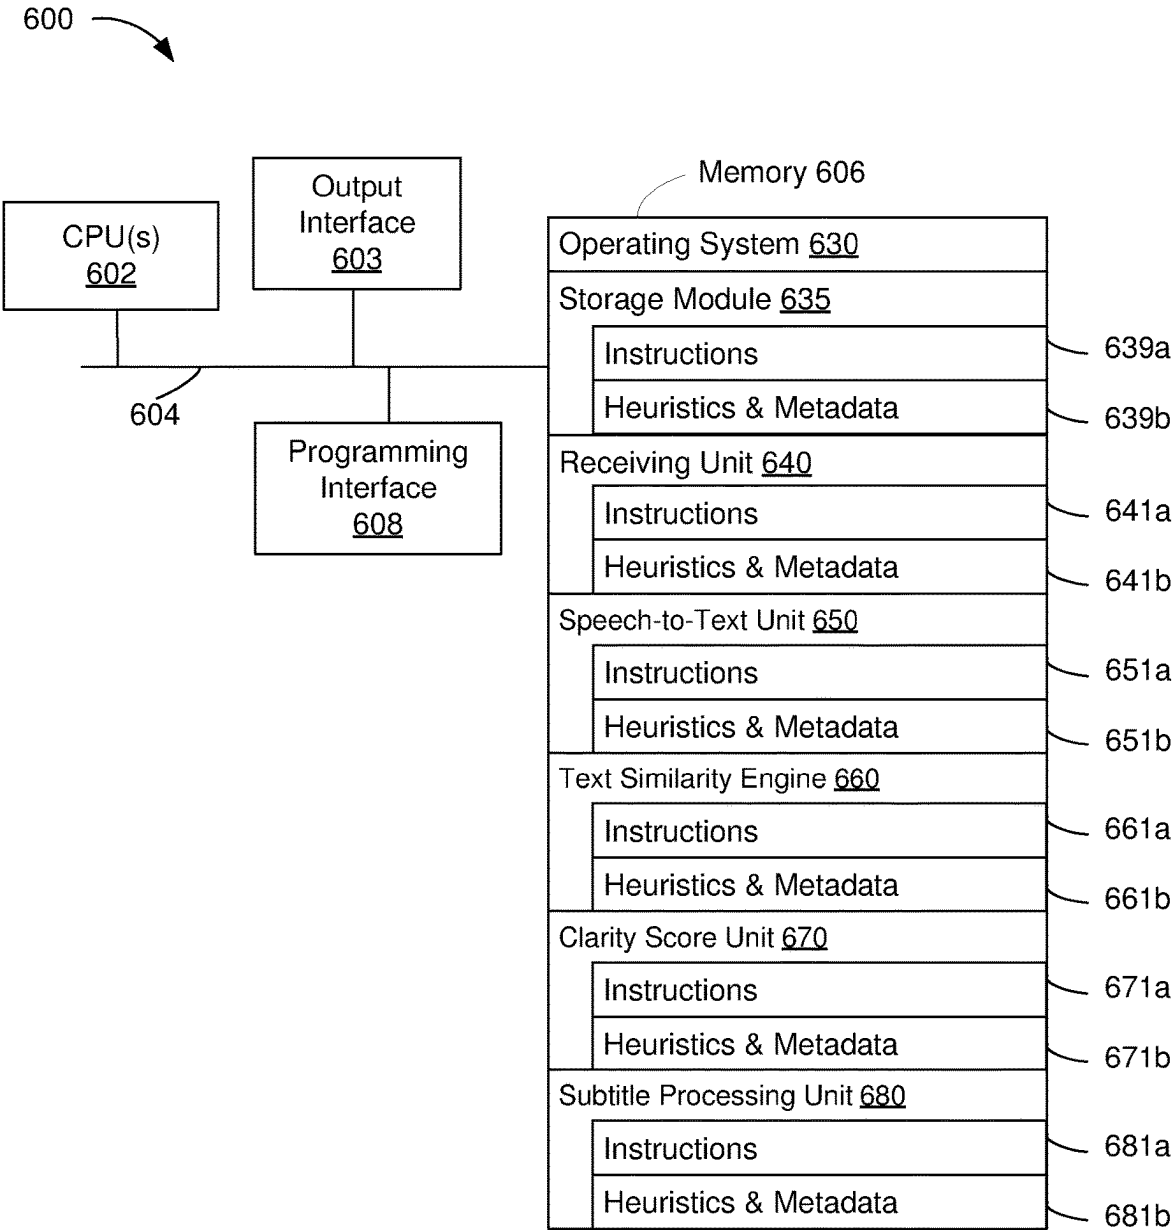 600
CPU(s)
602
Output
Interface
603
604
Programming
Interface
608
Memory 606
Operating System 630
Storage Module 635
Instructions
639a
Heuristics & Metadata
639b
Receiving Unit 640
Instructions
641a
Heuristics & Metadata
641b
Speech-to-Text Unit 650
Instructions
651a
Heuristics & Metadata
651b
Text Similarity Engine 660
Instructions
661a
Heuristics & Metadata
661b
Clarity Score Unit 670
Instructions
671a
Heuristics & Metadata
671b
Subtitle Processing Unit 680
Instructions
681a
Heuristics & Metadata
681b